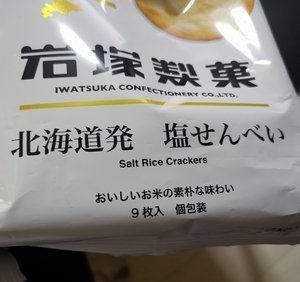 岩塚製菓
IWATSUKA CONFECTIONERY CO.,LTD.
北海道発 塩せんべい
Salt Rice Crackers
おいしいお米の素朴な味わい
9枚入 個包装